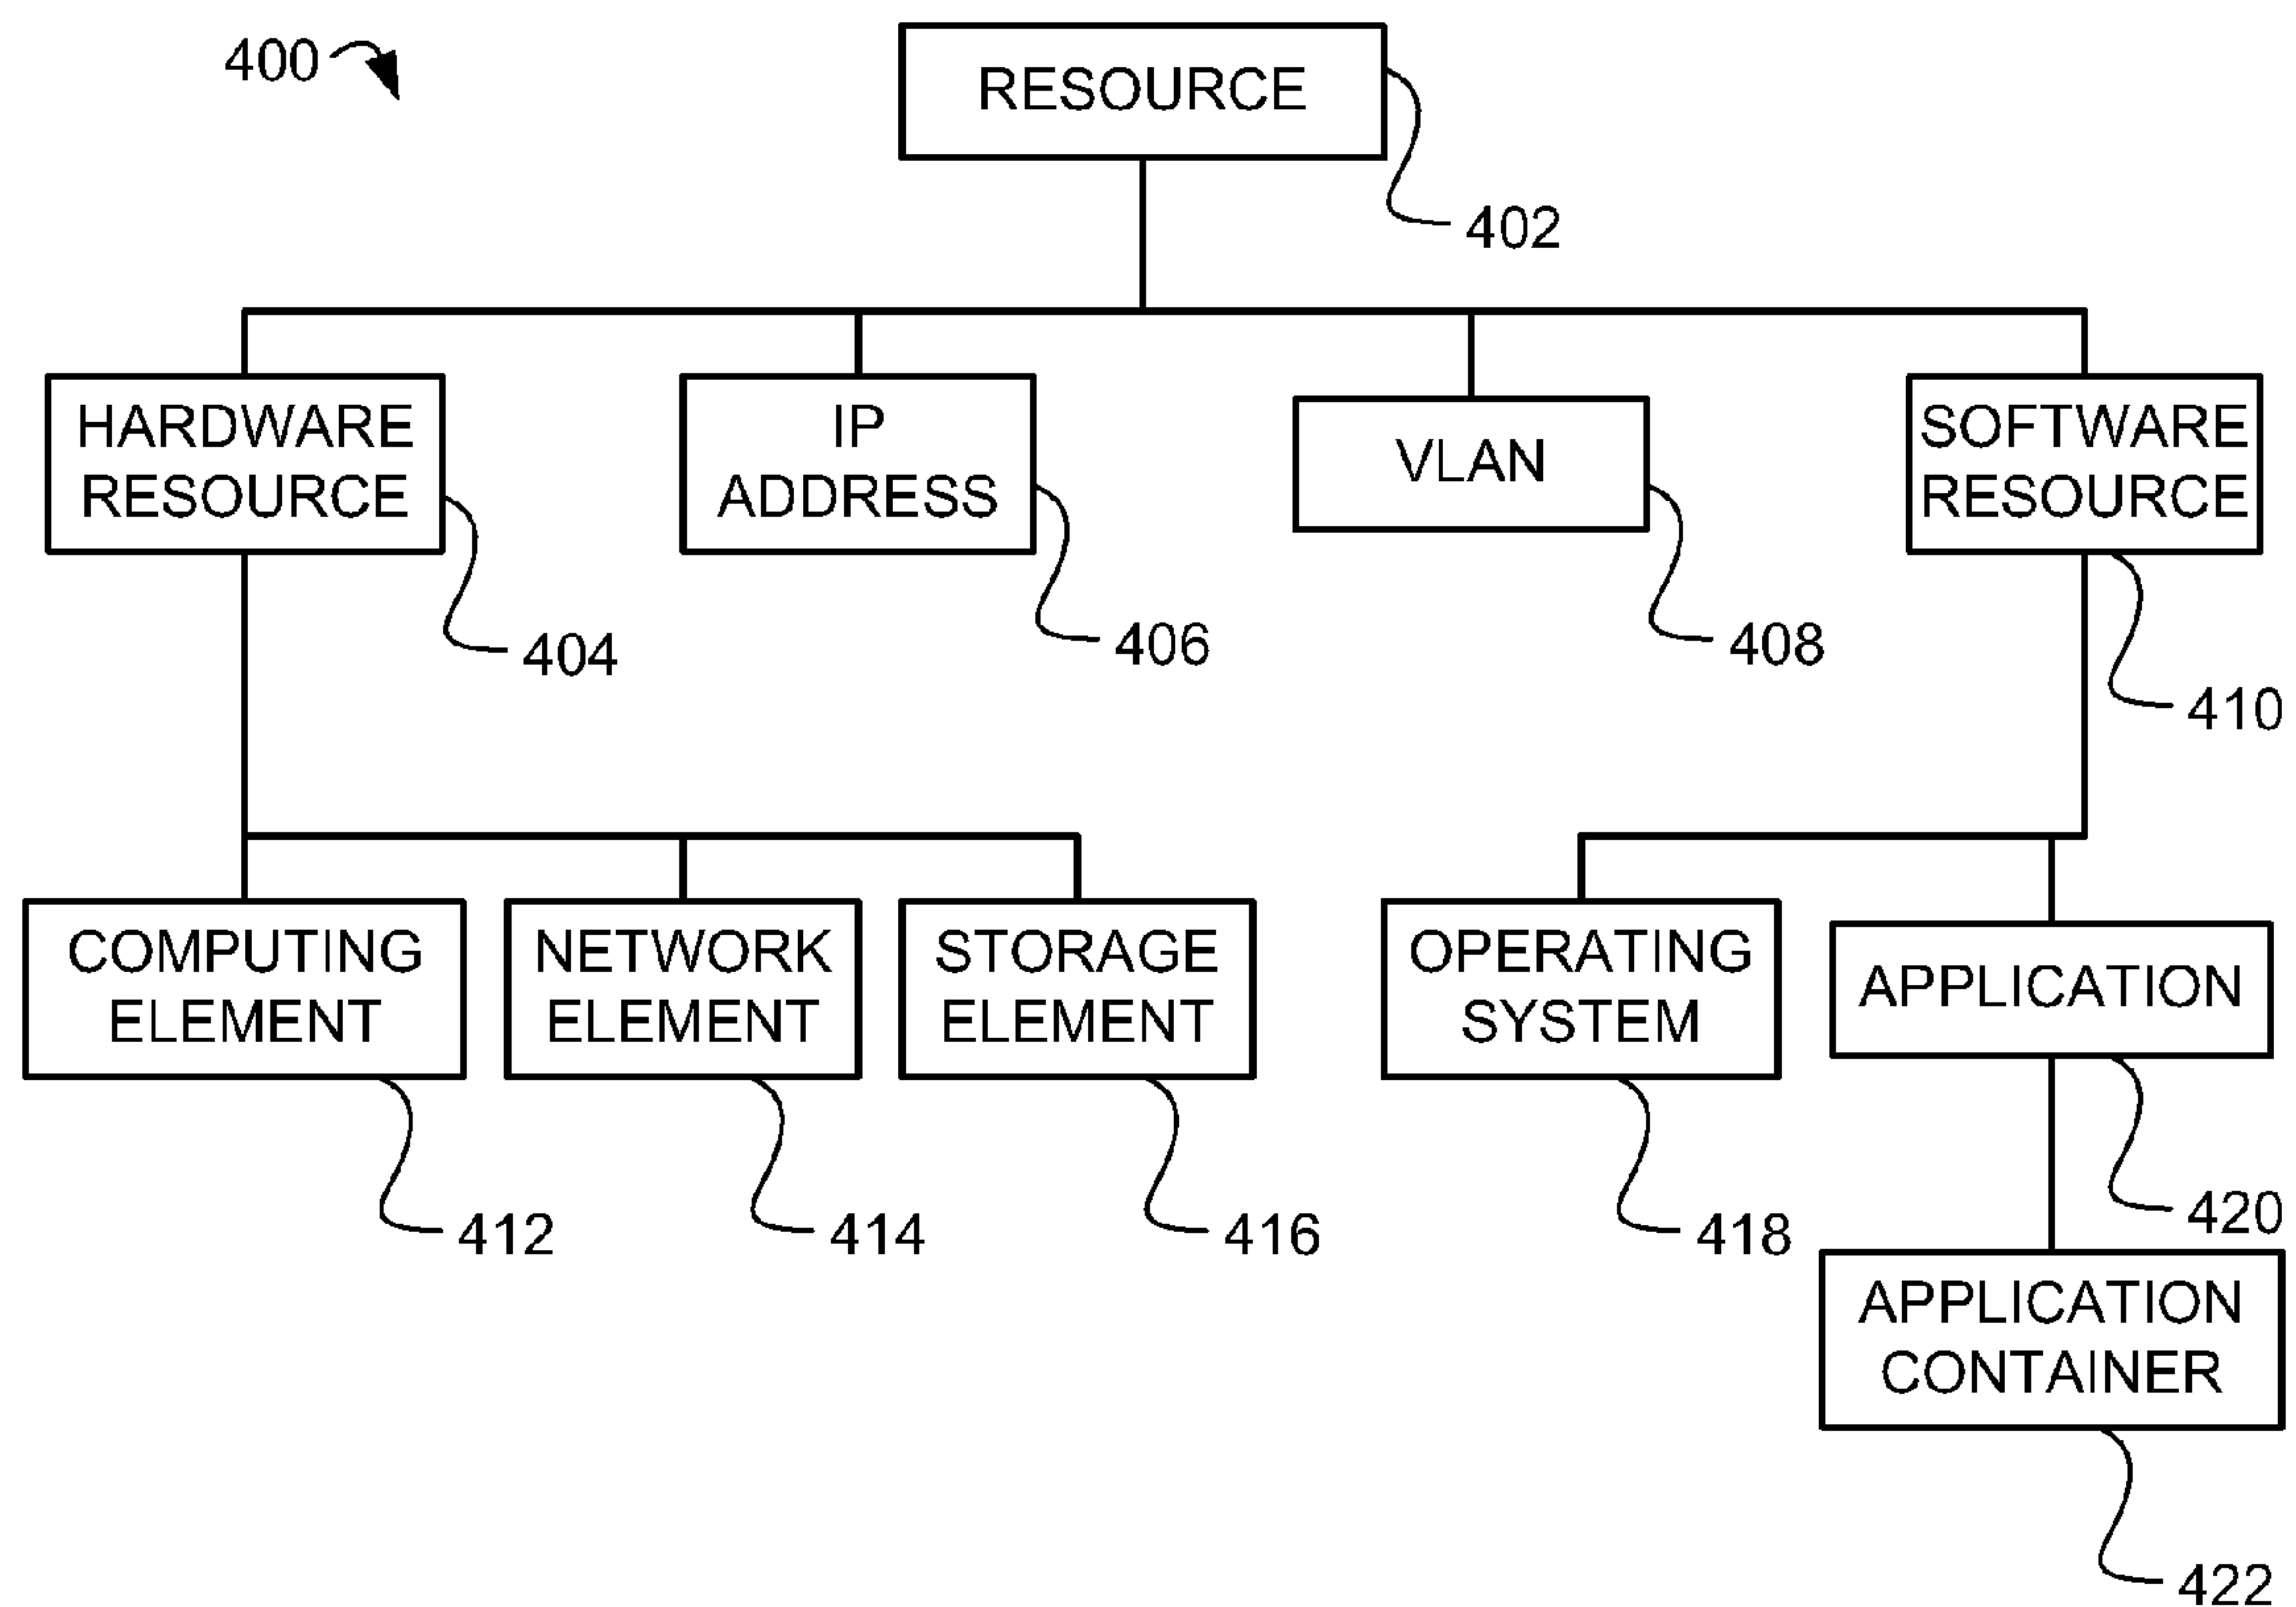 400
RESOURCE
402
HARDWARE
RESOURCE
404
IP
ADDRESS
406
VLAN
408
SOFTWARE
RESOURCE
410
COMPUTING
ELEMENT
412
NETWORK
ELEMENT
414
STORAGE
ELEMENT
416
OPERATING
SYSTEM
418
APPLICATION
420
APPLICATION
CONTAINER
422